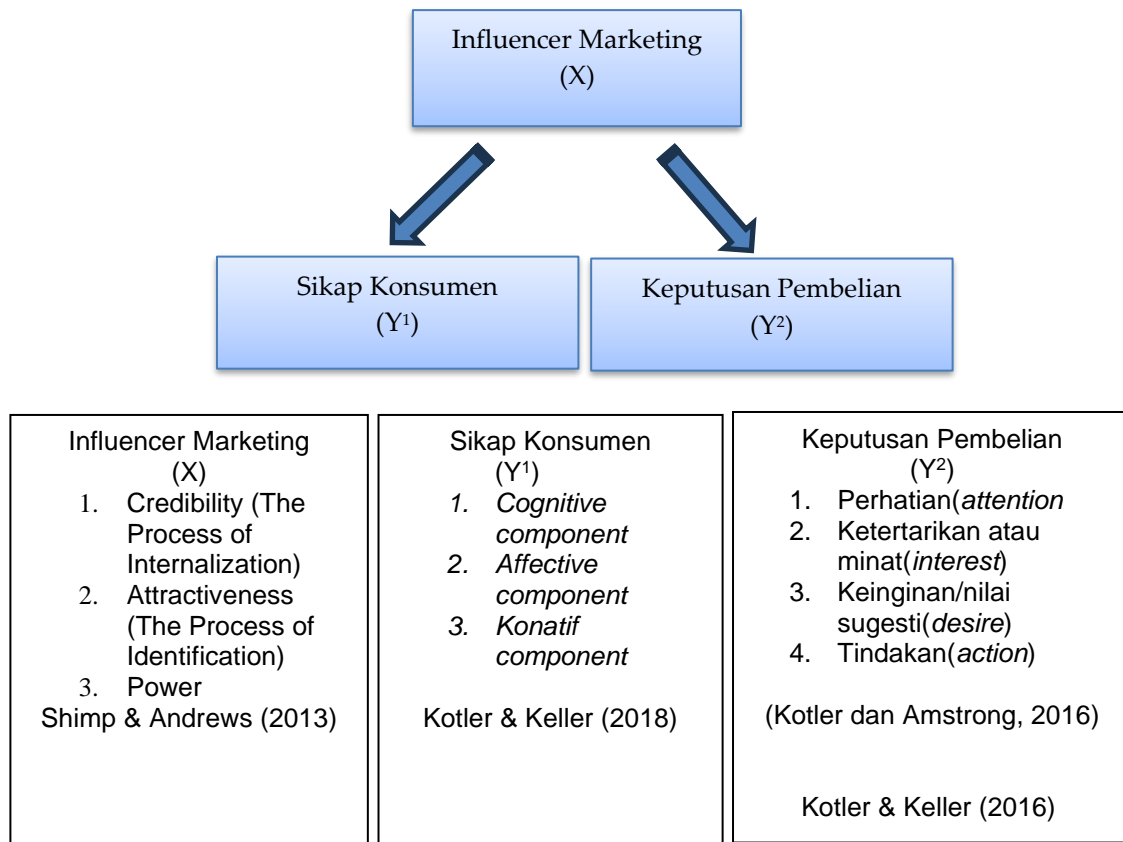 Influencer Marketing
(X)
Sikap Konsumen
(Y¹)
Keputusan Pembelian
(Y²)
Influencer Marketing
(X)
1. Credibility (The
Process of
Internalization)
2. Attractiveness
(The Process of
Identification)
3. Power
Shimp & Andrews (2013)
Sikap Konsumen
(Y¹)
1. Cognitive
component
2. Affective
component
3. Konatif
component
Kotler & Keller (2018)
Keputusan Pembelian
(Y²)
1. Perhatian(attention
2. Ketertarikan atau
minat(interest)
3. Keinginan/nilai
sugesti(desire)
4. Tindakan(action)
(Kotler dan Amstrong, 2016)
Kotler & Keller (2016)